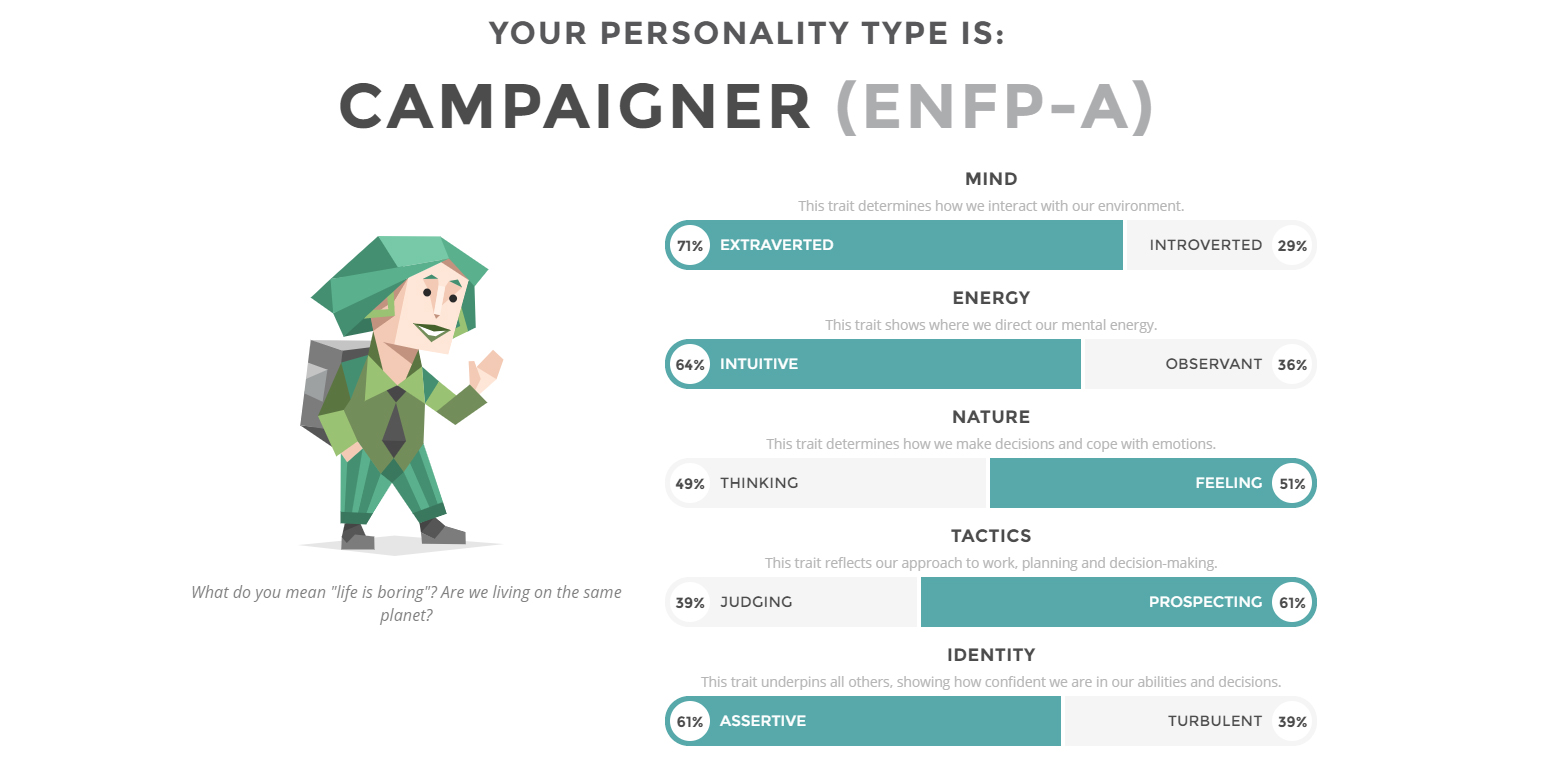 YOUR PERSONALITY TYPE IS:
CAMPAIGNER (ENFP-A)
What do you mean "life is boring"? Are we living on the same
planet?
MIND
This trait determines how we interact with our environment.
71% EXTRAVERTED INTROVERTED 29%
ENERGY
This trait shows where we direct our mental energy.
64% INTUITIVE OBSERVANT 36%
NATURE
This trait determines how we make decisions and cope with emotions.
49% THINKING FEELING 51%
TACTICS
This trait reflects our approach to work, planning and decision-making.
39% JUDGING PROSPECTING 61%
IDENTITY
This trait underpins all others, showing how confident we are in our abilities and decisions.
61% ASSERTIVE TURBULENT 39%